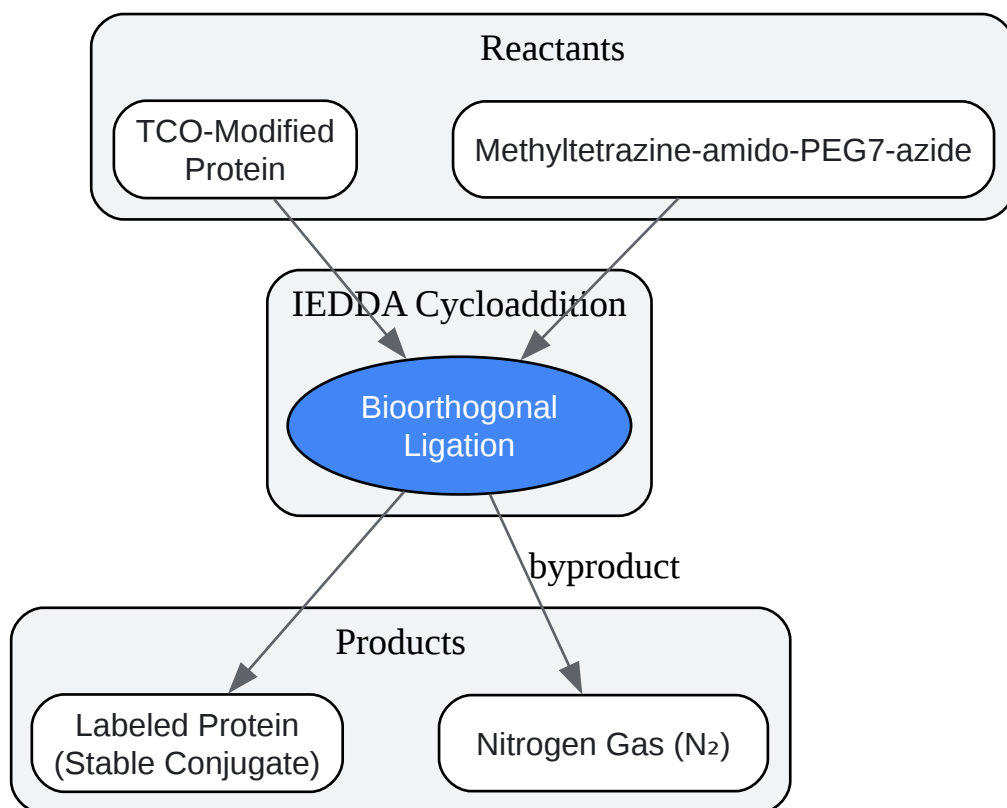 Reactants
TCO-Modified
Protein
Methyltetrazine-amido-PEG7-azide
IEDDA Cycloaddition
Bioorthogonal
Ligation
byproduct
Products
Labeled Protein
(Stable Conjugate)
Nitrogen Gas (N₂)